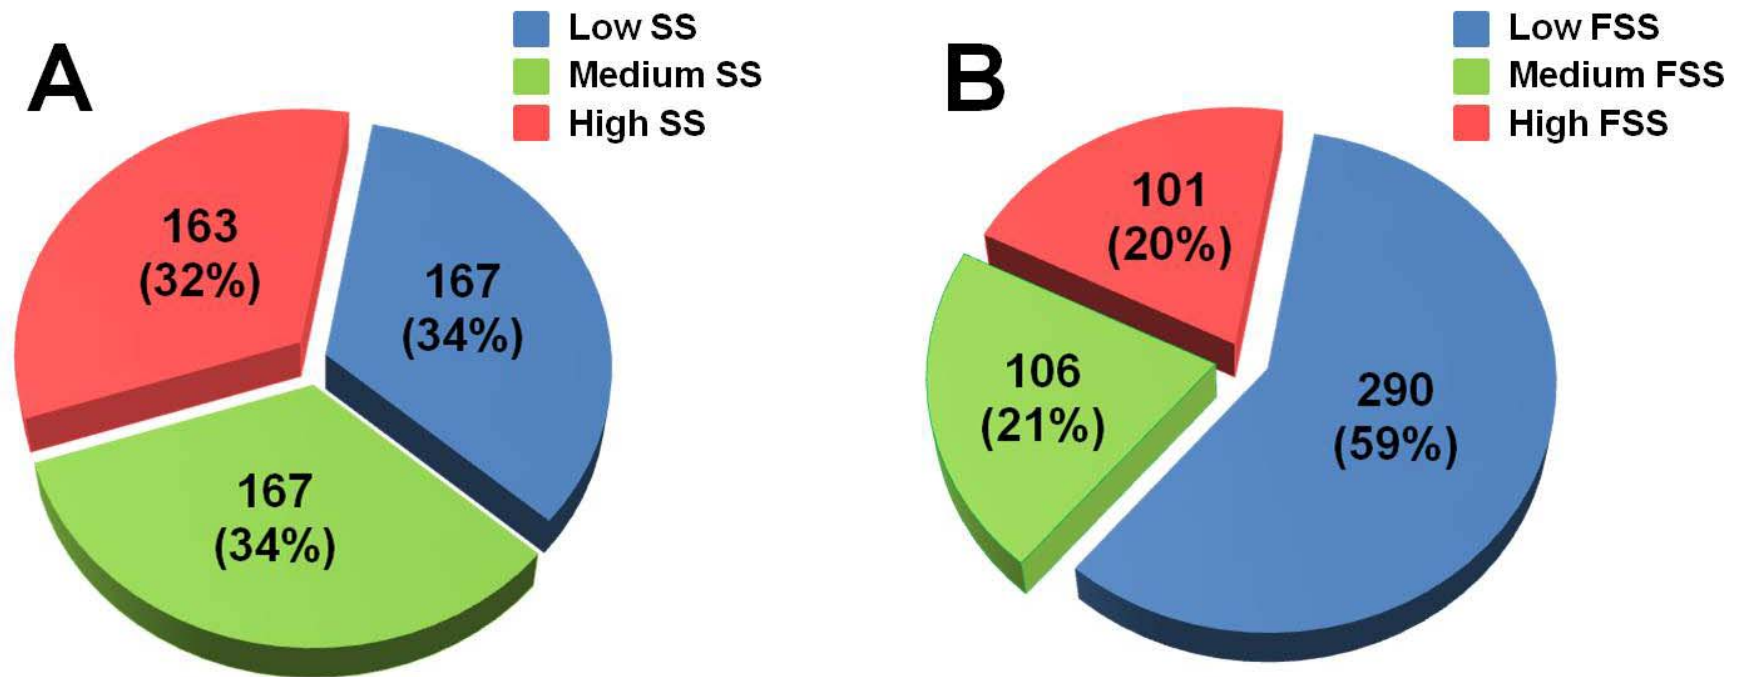 A
Low SS
Medium SS
High SS
163
(32%)
167
(34%)
167
(34%)
B
Low FSS
Medium FSS
High FSS
101
(20%)
106
(21%)
290
(59%)